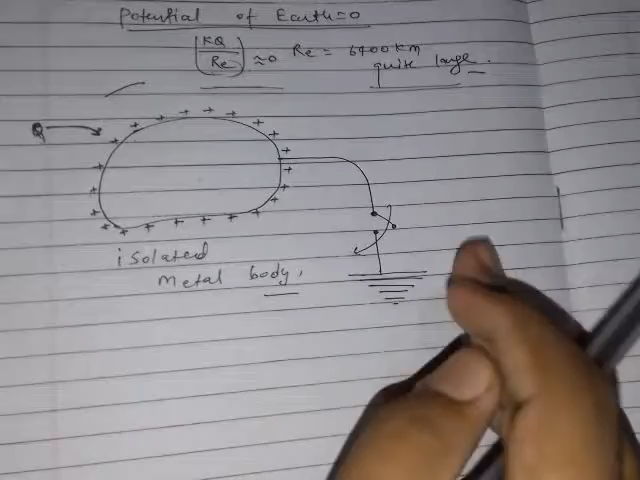 Potential of Earth=0
|KQ/Re| ≈0 Re = 6400km
quite large.
Q
+ + + + + + + + + + + + + + + + + + + + +
isolated
metal body,